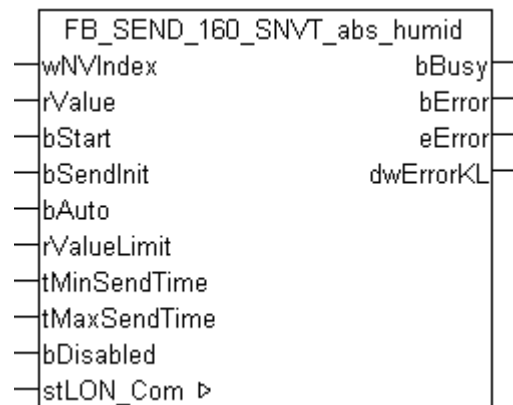 FB_SEND_160_SNVT_abs_humid
wNVIndex bBusy
rValue bError
bStart eError
bSendInit dwErrorKL
bAuto
rValueLimit
tMinSendTime
tMaxSendTime
bDisabled
stLON_Com ▷